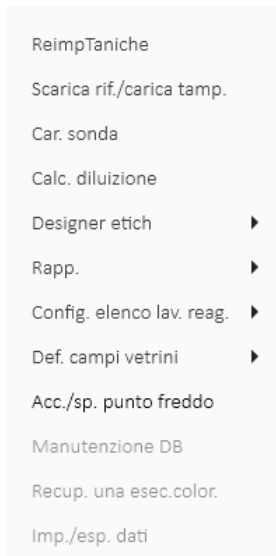 ReimpTaniche
Scarica rif./carica tamp.
Car. sonda
Calc. diluizione
Designer etich
Rapp.
Config. elenco lav. reag.
Def. campi vetrini
Acc./sp. punto freddo
Manutenzione DB
Recup. una esec.color.
Imp./esp. dati